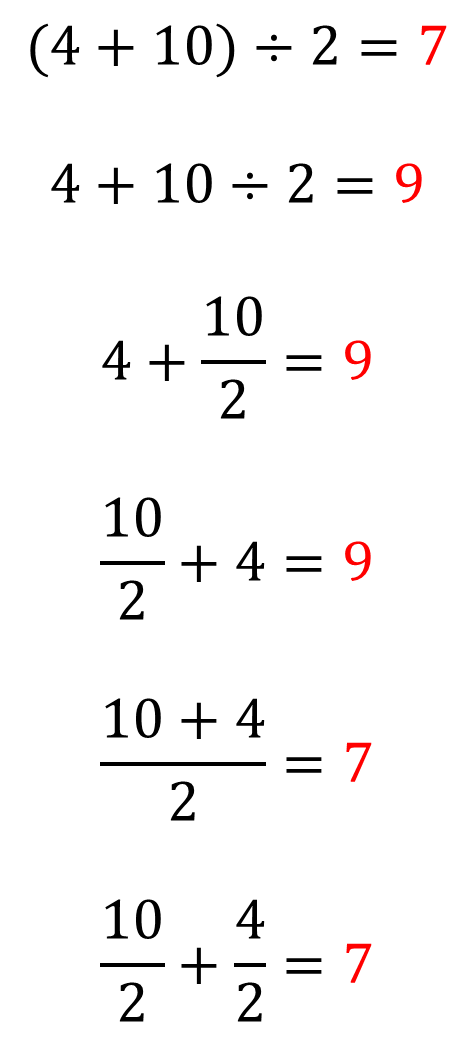 (4 + 10) ÷ 2 = 7
4 + 10 ÷ 2 = 9
4 + 10/2 = 9
10/2 + 4 = 9
(10 + 4)/2 = 7
10/2 + 4/2 = 7